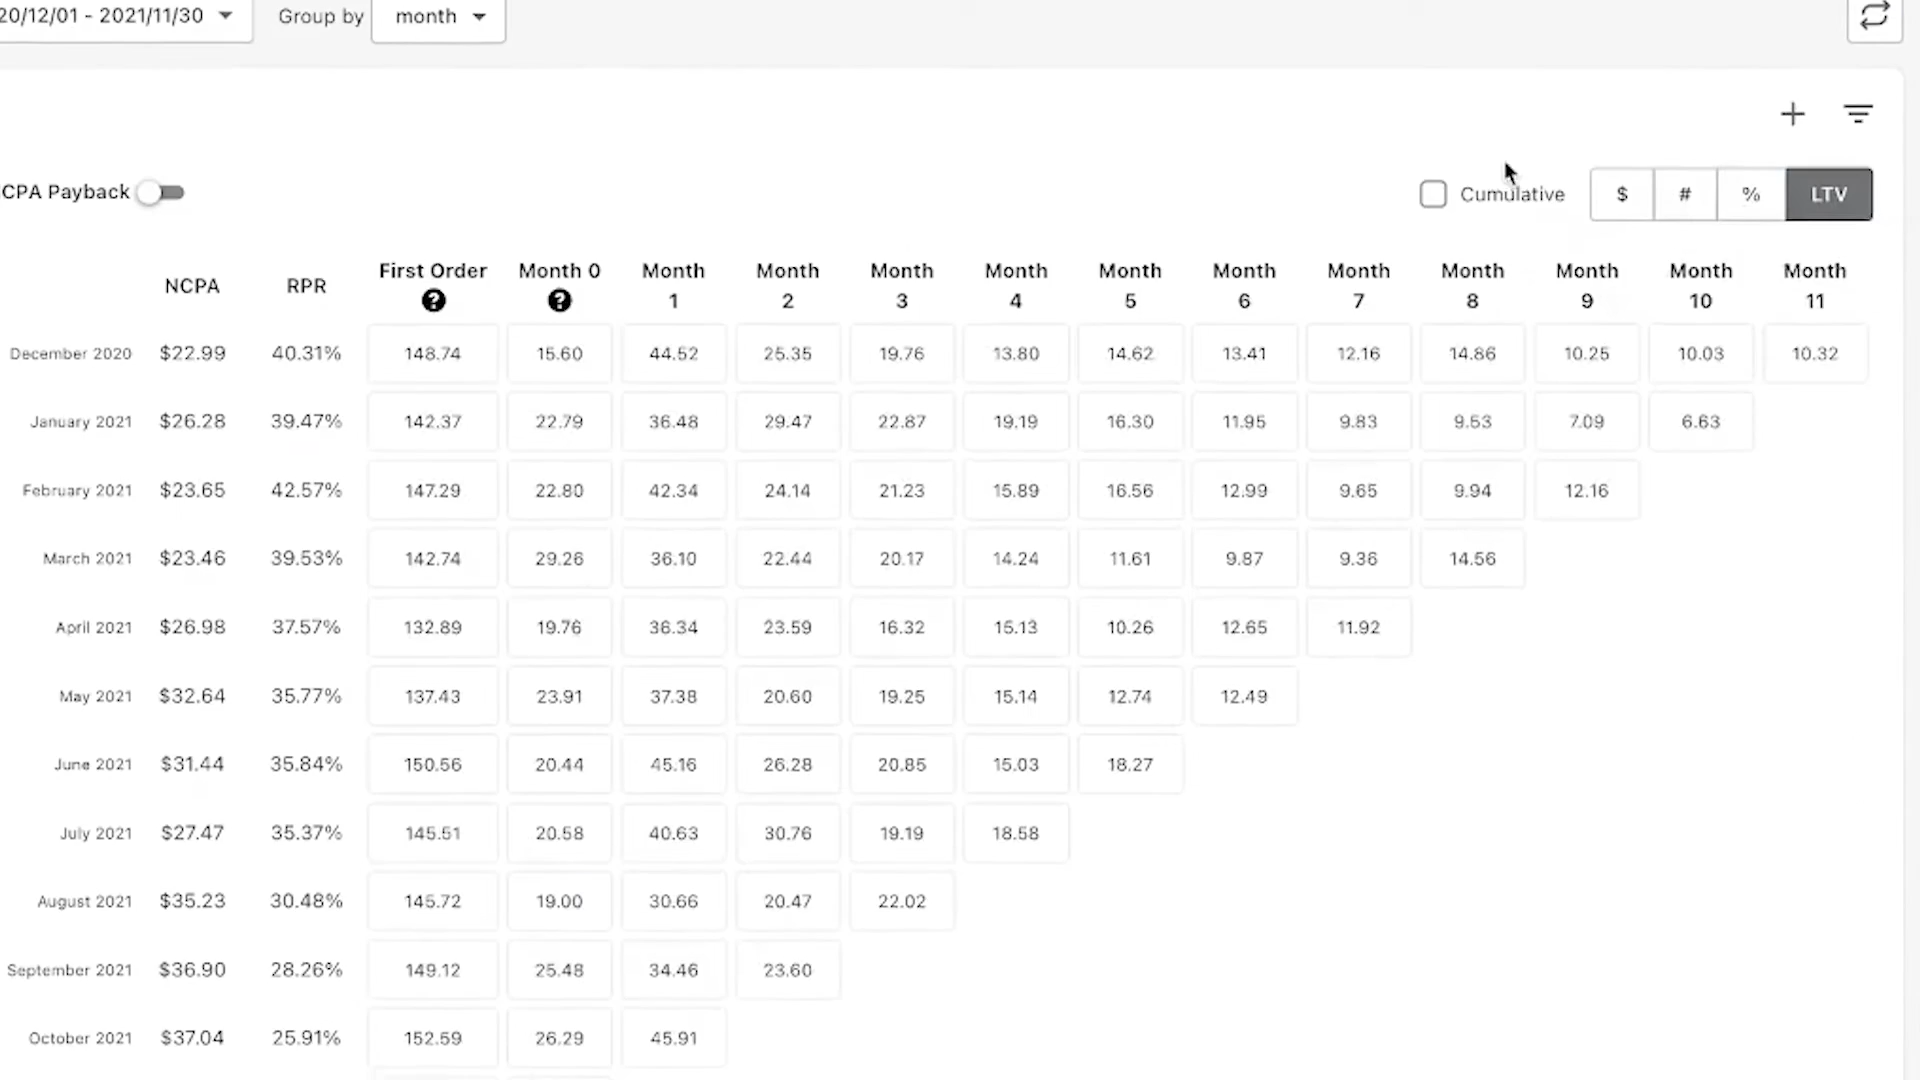 20/12/01 - 2021/11/30 Group by month
CPA Payback Cumulative $ # % LTV
NCPA RPR First Order Month 0 Month 1 Month 2 Month 3 Month 4 Month 5 Month 6 Month 7 Month 8 Month 9 Month 10 Month 11
December 2020 $22.99 40.31% 148.74 15.60 44.52 25.35 19.76 13.80 14.62 13.41 12.16 14.86 10.25 10.03 10.32
January 2021 $26.28 39.47% 142.37 22.79 36.48 29.47 22.87 19.19 16.30 11.95 9.83 9.53 7.09 6.63
February 2021 $23.65 42.57% 147.29 22.80 42.34 24.14 21.23 15.89 16.56 12.99 9.65 9.94 12.16
March 2021 $23.46 39.53% 142.74 29.26 36.10 22.44 20.17 14.24 11.61 9.87 9.36 14.56
April 2021 $26.98 37.57% 132.89 19.76 36.34 23.59 16.32 15.13 10.26 12.65 11.92
May 2021 $32.64 35.77% 137.43 23.91 37.38 20.60 19.25 15.14 12.74 12.49
June 2021 $31.44 35.84% 150.56 20.44 45.16 26.28 20.85 15.03 18.27
July 2021 $27.47 35.37% 145.51 20.58 40.63 30.76 19.19 18.58
August 2021 $35.23 30.48% 145.72 19.00 30.66 20.47 22.02
September 2021 $36.90 28.26% 149.12 25.48 34.46 23.60
October 2021 $37.04 25.91% 152.59 26.29 45.91